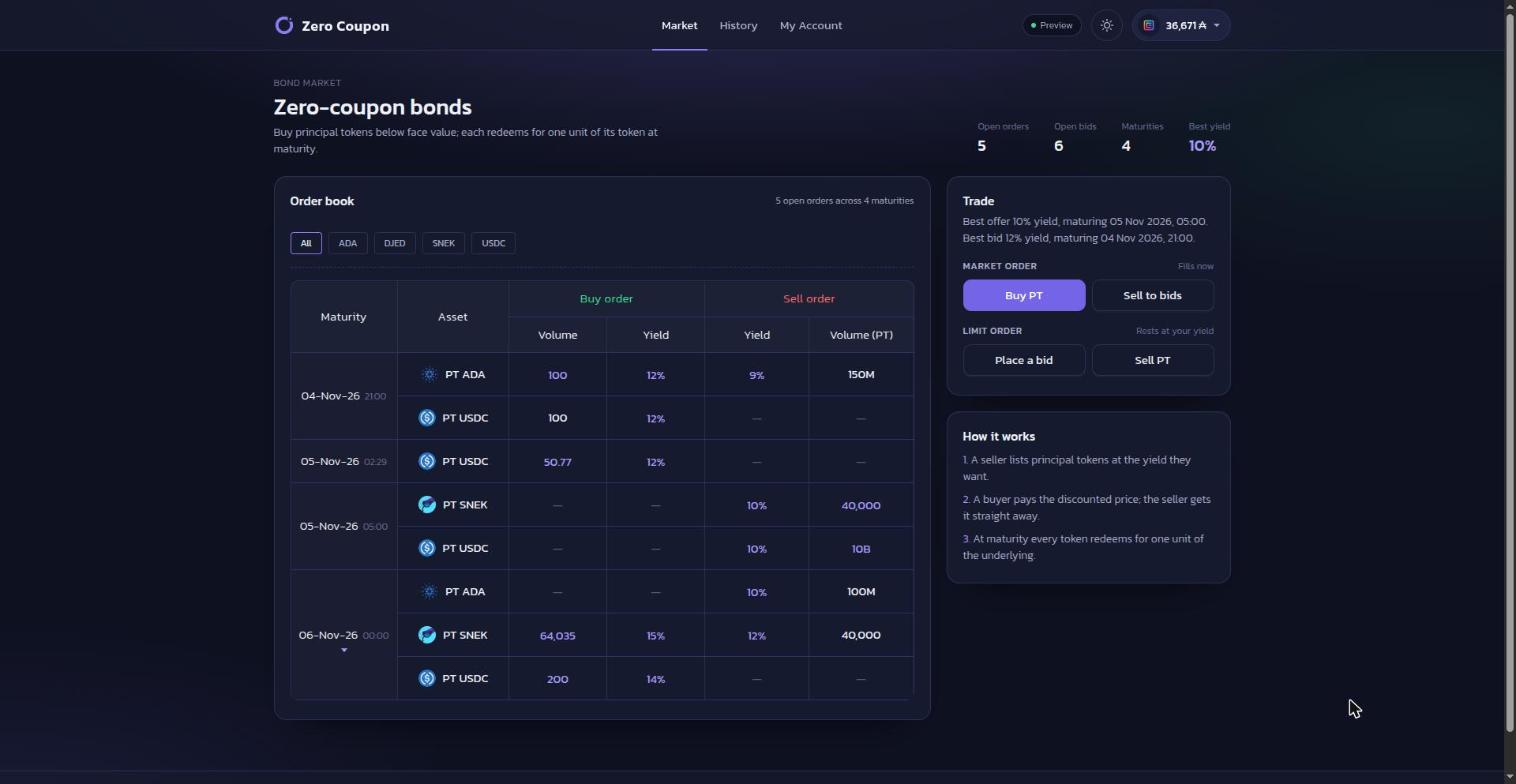 Zero Coupon
Market
History
My Account
Preview
36,671 ₳
BOND MARKET
Zero-coupon bonds
Buy principal tokens below face value; each redeems for one unit of its token at
maturity.
Open orders
Open bids
Maturities
Best yield
5
6
4
10%
Order book
5 open orders across 4 maturities
All
ADA
DJED
SNEK
USDC
Maturity
Asset
Buy order
Sell order
Volume
Yield
Yield
Volume (PT)
04-Nov-26 21:00
PT ADA
100
12%
9%
150M
PT USDC
100
12%
—
—
05-Nov-26 02:29
PT USDC
50.77
12%
—
—
05-Nov-26 05:00
PT SNEK
—
—
10%
40,000
PT USDC
—
—
10%
10B
06-Nov-26 00:00
PT ADA
—
—
10%
100M
PT SNEK
64,035
15%
12%
40,000
PT USDC
200
14%
—
—
Trade
Best offer 10% yield, maturing 05 Nov 2026, 05:00.
Best bid 12% yield, maturing 04 Nov 2026, 21:00.
MARKET ORDER
Fills now
Buy PT
Sell to bids
LIMIT ORDER
Rests at your yield
Place a bid
Sell PT
How it works
1. A seller lists principal tokens at the yield they
want.
2. A buyer pays the discounted price; the seller gets
it straight away.
3. At maturity every token redeems for one unit of
the underlying.